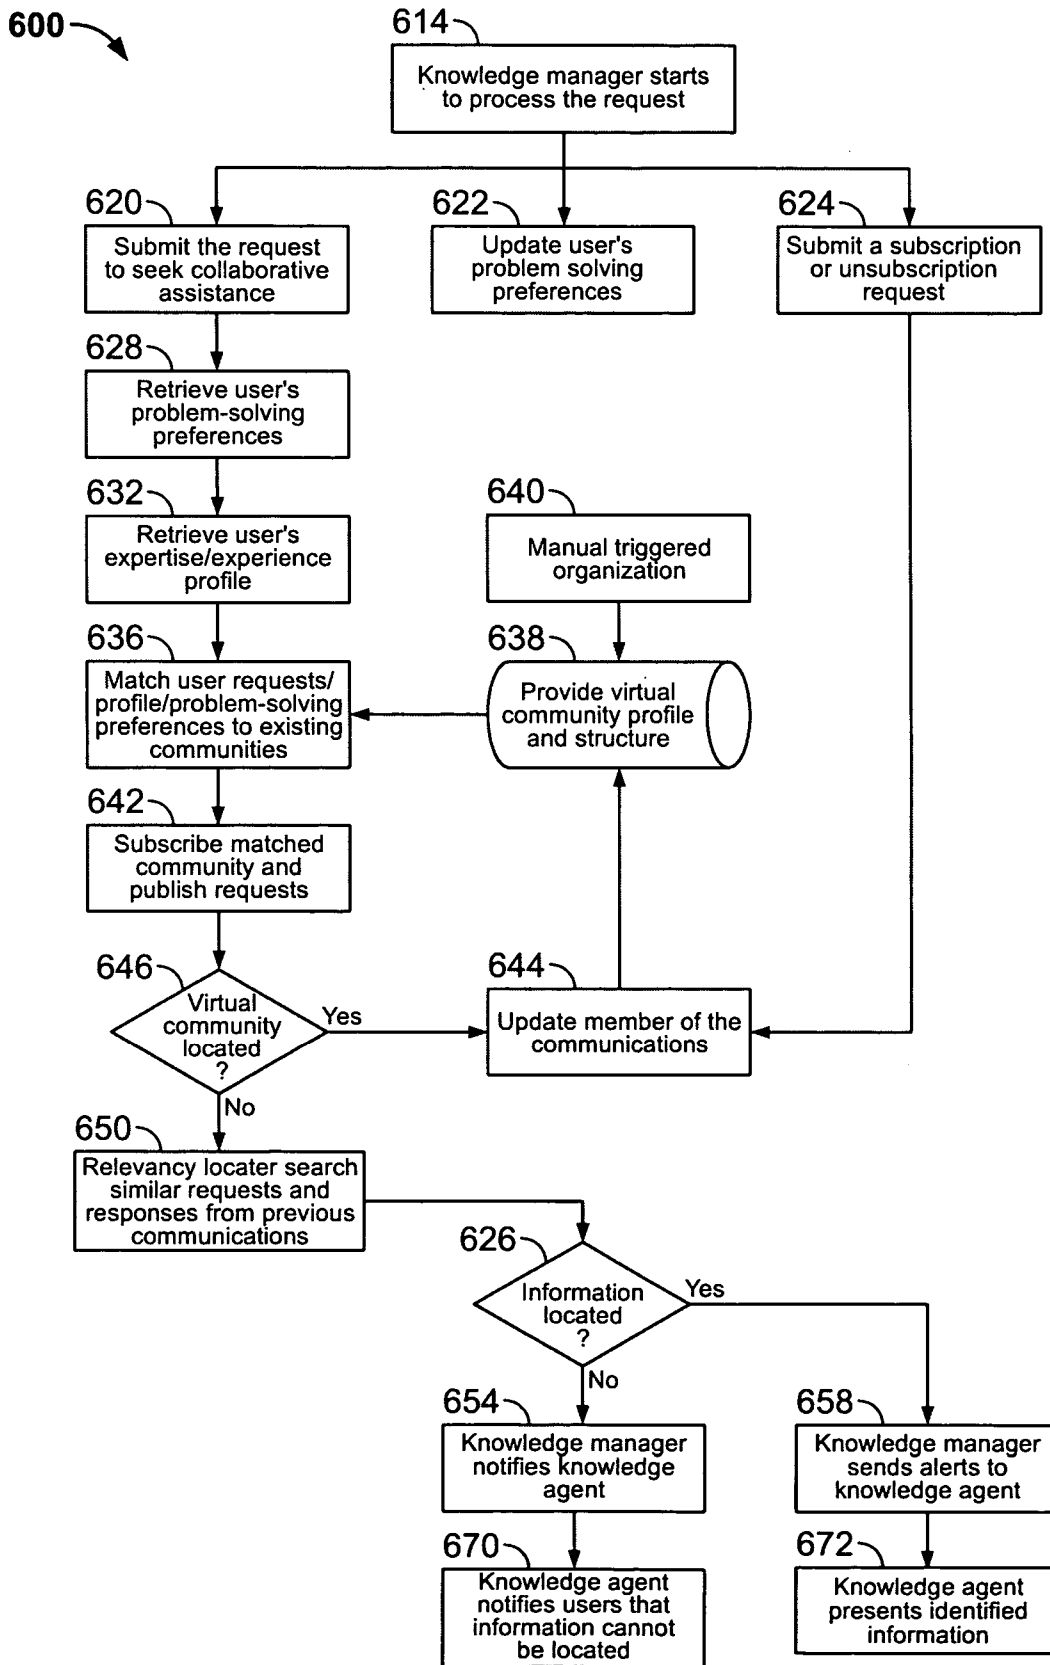 600
614
Knowledge manager starts
to process the request
620
Submit the request
to seek collaborative
assistance
622
Update user's
problem solving
preferences
624
Submit a subscription
or unsubscription
request
628
Retrieve user's
problem-solving
preferences
632
Retrieve user's
expertise/experience
profile
640
Manual triggered
organization
636
Match user requests/
profile/problem-solving
preferences to existing
communities
638
Provide virtual
community profile
and structure
642
Subscribe matched
community and
publish requests
646
Virtual
community
located
?
Yes
No
644
Update member of the
communications
650
Relevancy locater search
similar requests and
responses from previous
communications
626
Information
located
?
Yes
No
654
Knowledge manager
notifies knowledge
agent
658
Knowledge manager
sends alerts to
knowledge agent
670
Knowledge agent
notifies users that
information cannot
be located
672
Knowledge agent
presents identified
information